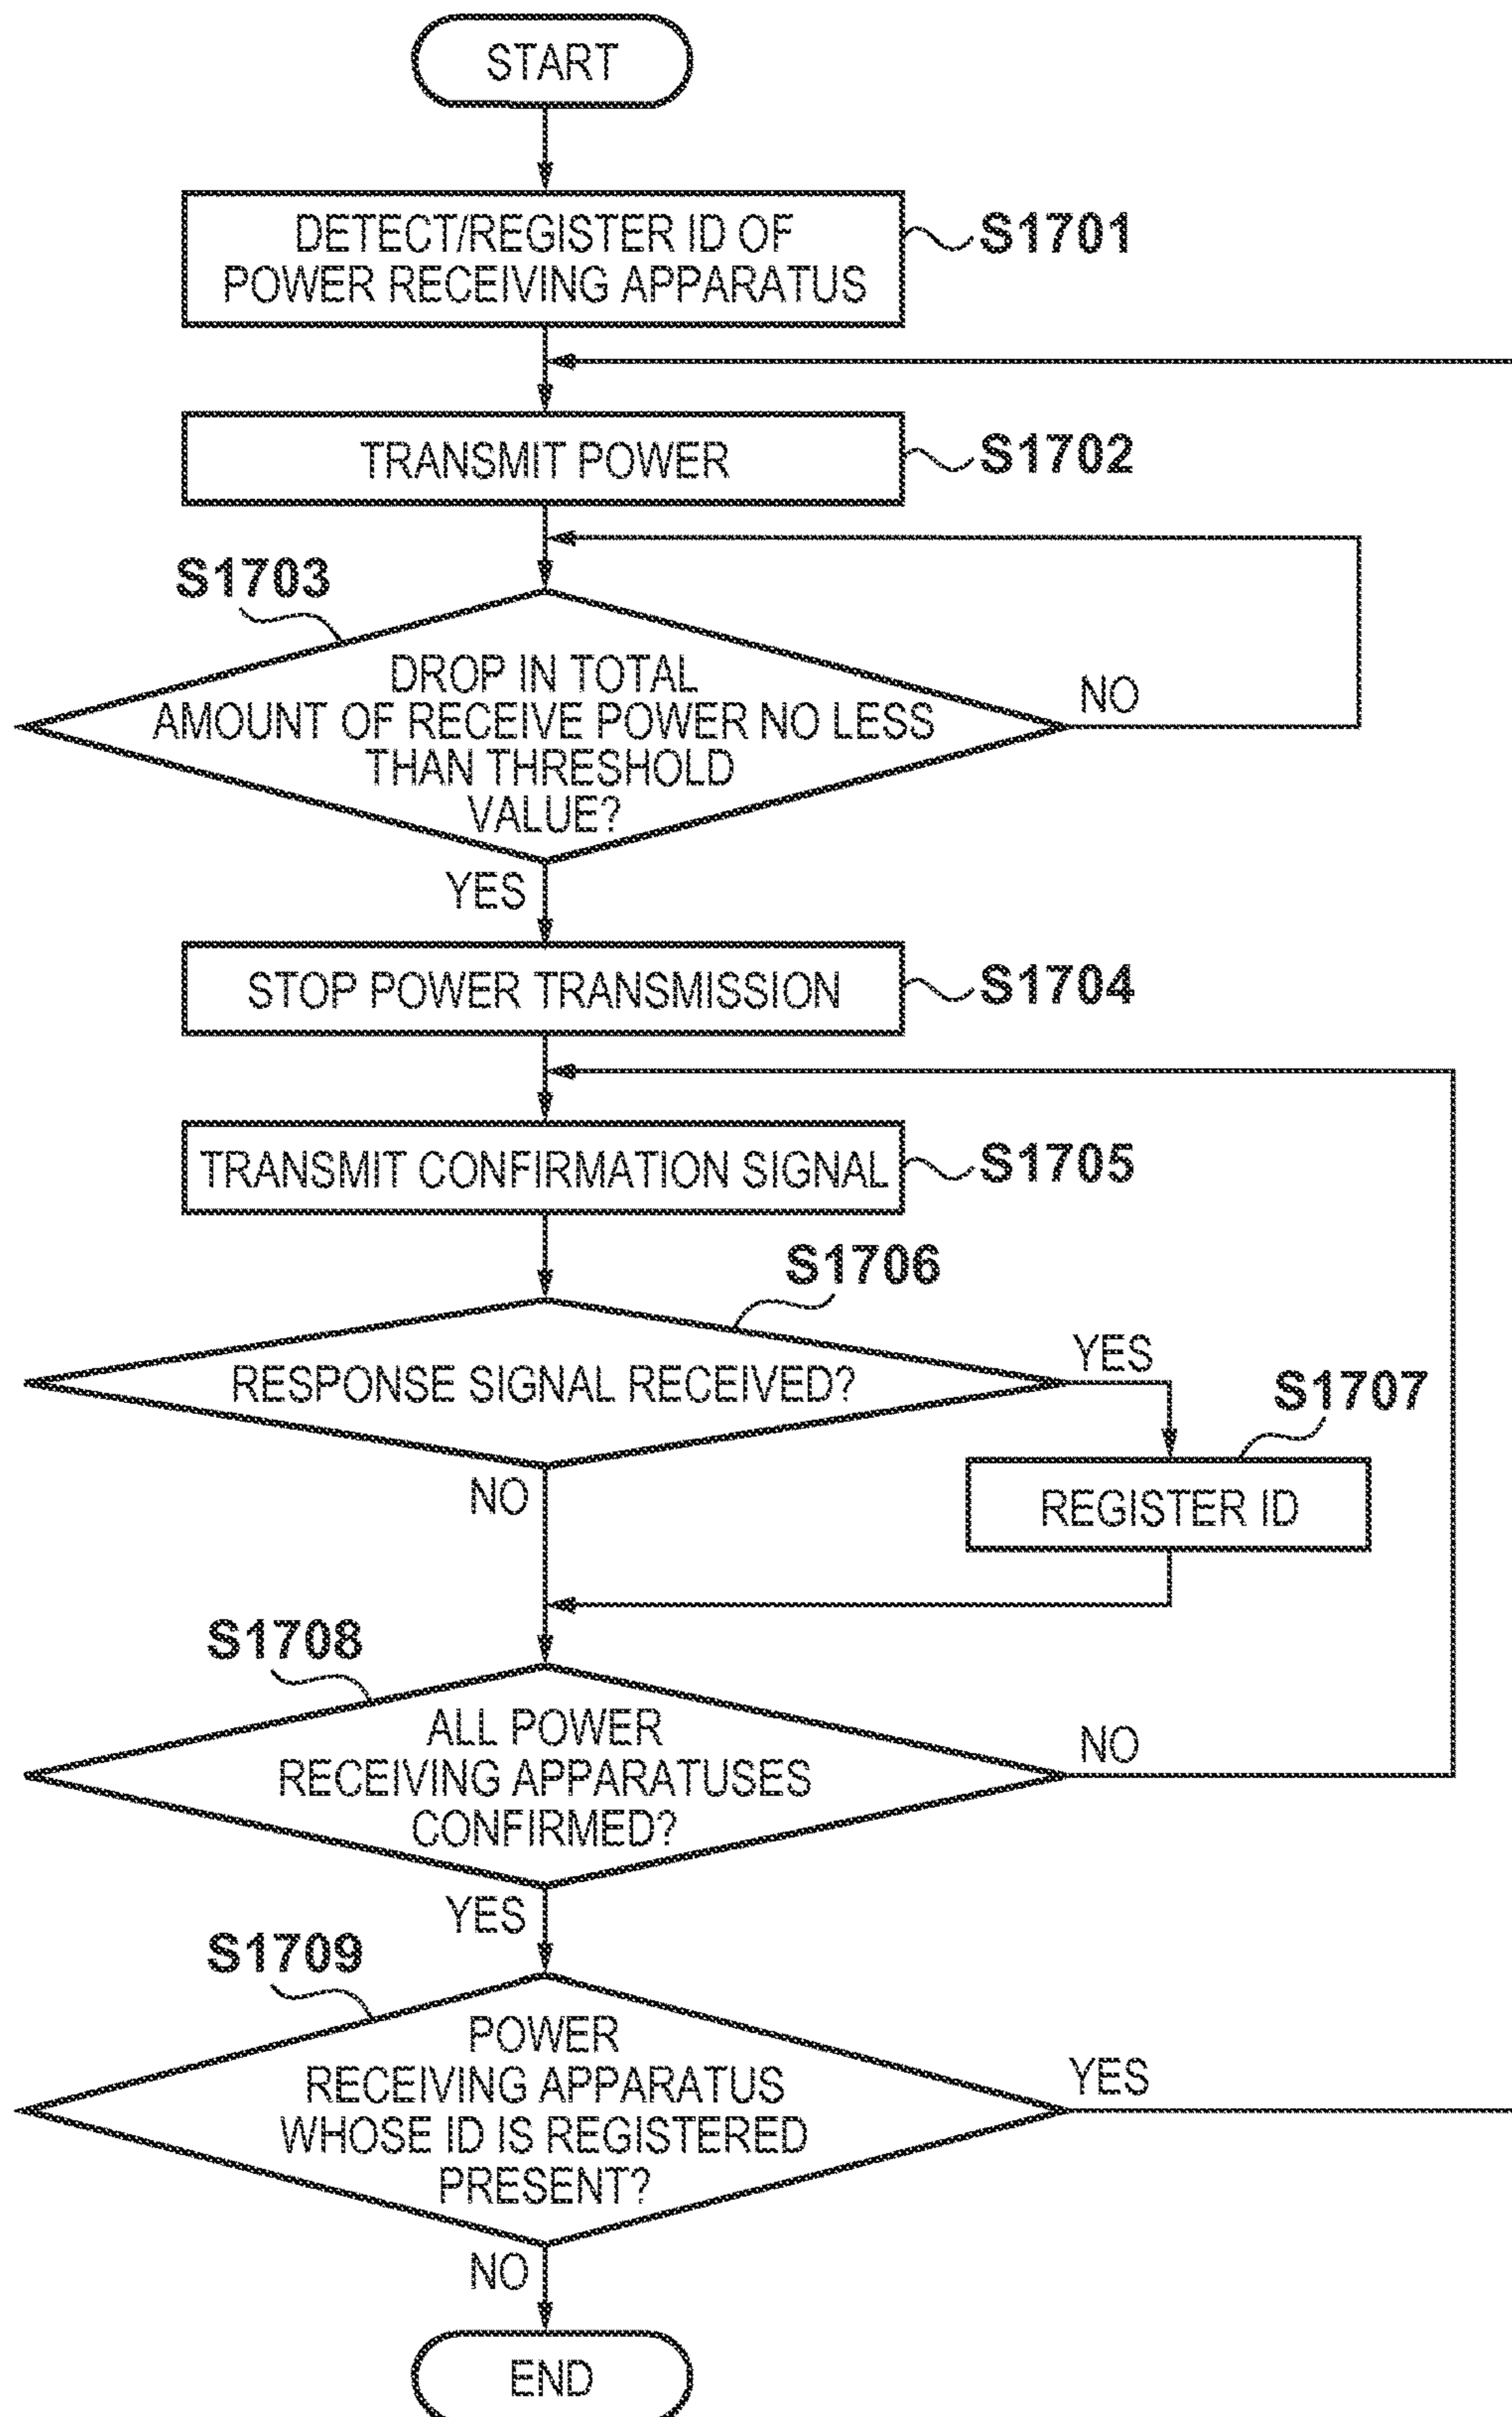 START
DETECT/REGISTER ID OF
POWER RECEIVING APPARATUS
S1701
TRANSMIT POWER
S1702
S1703
DROP IN TOTAL
AMOUNT OF RECEIVE POWER NO LESS
THAN THRESHOLD
VALUE?
NO
YES
STOP POWER TRANSMISSION
S1704
TRANSMIT CONFIRMATION SIGNAL
S1705
S1706
RESPONSE SIGNAL RECEIVED?
YES
S1707
REGISTER ID
NO
S1708
ALL POWER
RECEIVING APPARATUSES
CONFIRMED?
NO
YES
S1709
POWER
RECEIVING APPARATUS
WHOSE ID IS REGISTERED
PRESENT?
YES
NO
END